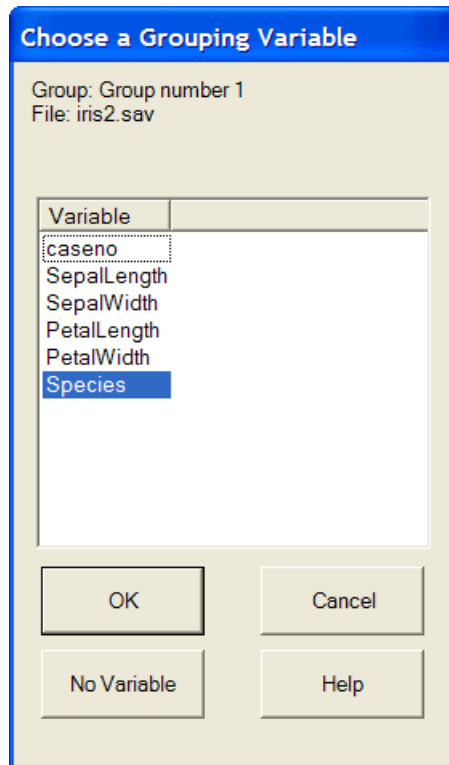 Choose a Grouping Variable
Group: Group number 1
File: iris2.sav
Variable
caseno
SepalLength
SepalWidth
PetalLength
PetalWidth
Species
OK
Cancel
No Variable
Help